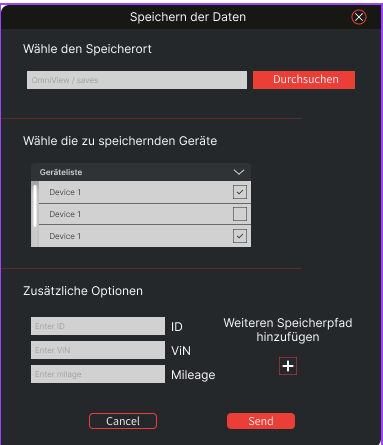 Speichern der Daten
Wähle den Speicherort
OmniView / saves
Durchsuchen
Wähle die zu speichernden Geräte
Geräteliste
Device 1
Device 1
Device 1
Zusätzliche Optionen
Enter ID
ID
Enter ViN
ViN
Enter milage
Mileage
Weiteren Speicherpfad
hinzufügen
Cancel
Send